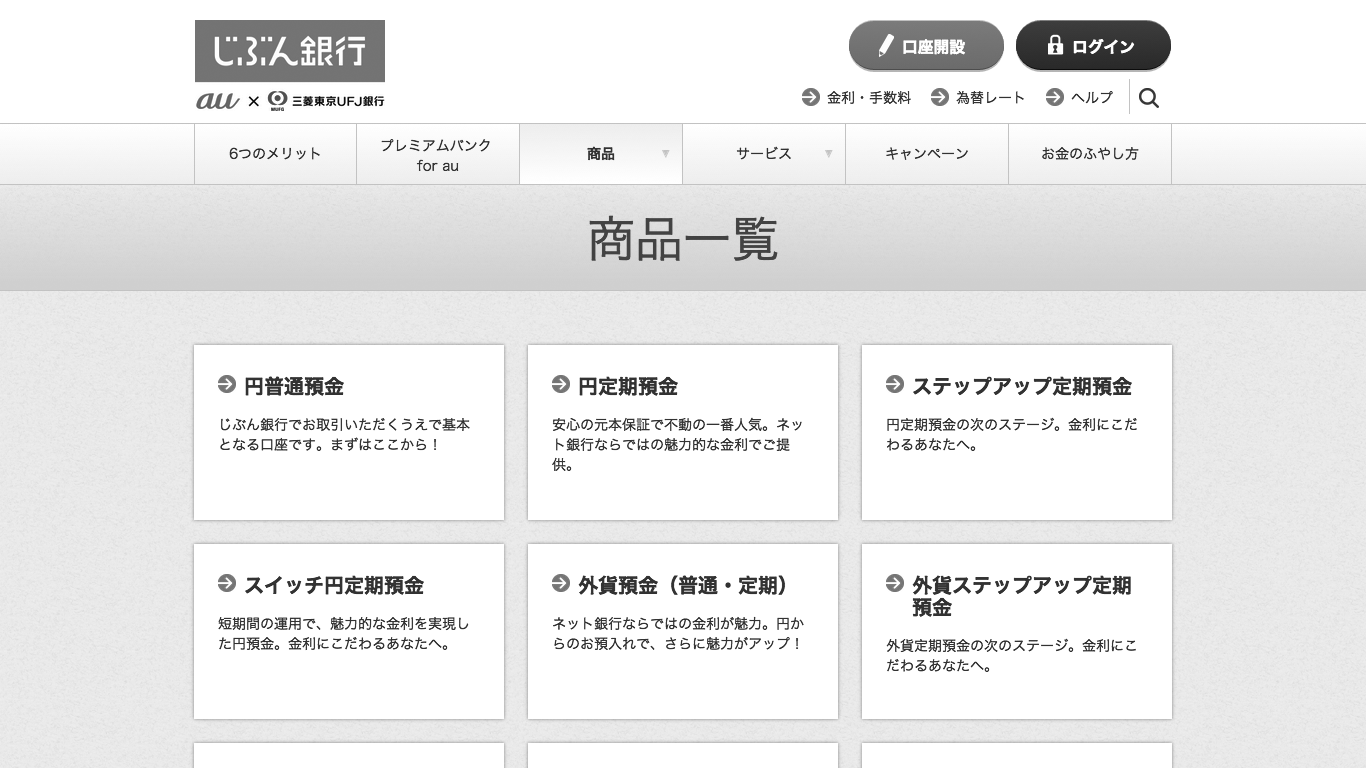 じぶん銀行
au × MUFG 三菱東京UFJ銀行
口座開設
ログイン
金利・手数料
為替レート
ヘルプ
6つのメリット
プレミアムバンク
for au
商品
サービス
キャンペーン
お金のふやし方
商品一覧
円普通預金
じぶん銀行でお取引いただくうえで基本
となる口座です。まずはここから！
円定期預金
安心の元本保証で不動の一番人気。ネッ
ト銀行ならではの魅力的な金利でご提
供。
ステップアップ定期預金
円定期預金の次のステージ。金利にこだ
わるあなたへ。
スイッチ円定期預金
短期間の運用で、魅力的な金利を実現し
た円預金。金利にこだわるあなたへ。
外貨預金（普通・定期）
ネット銀行ならではの金利が魅力。円か
らのお預入れで、さらに魅力がアップ！
外貨ステップアップ定期
預金
外貨定期預金の次のステージ。金利にこ
だわるあなたへ。